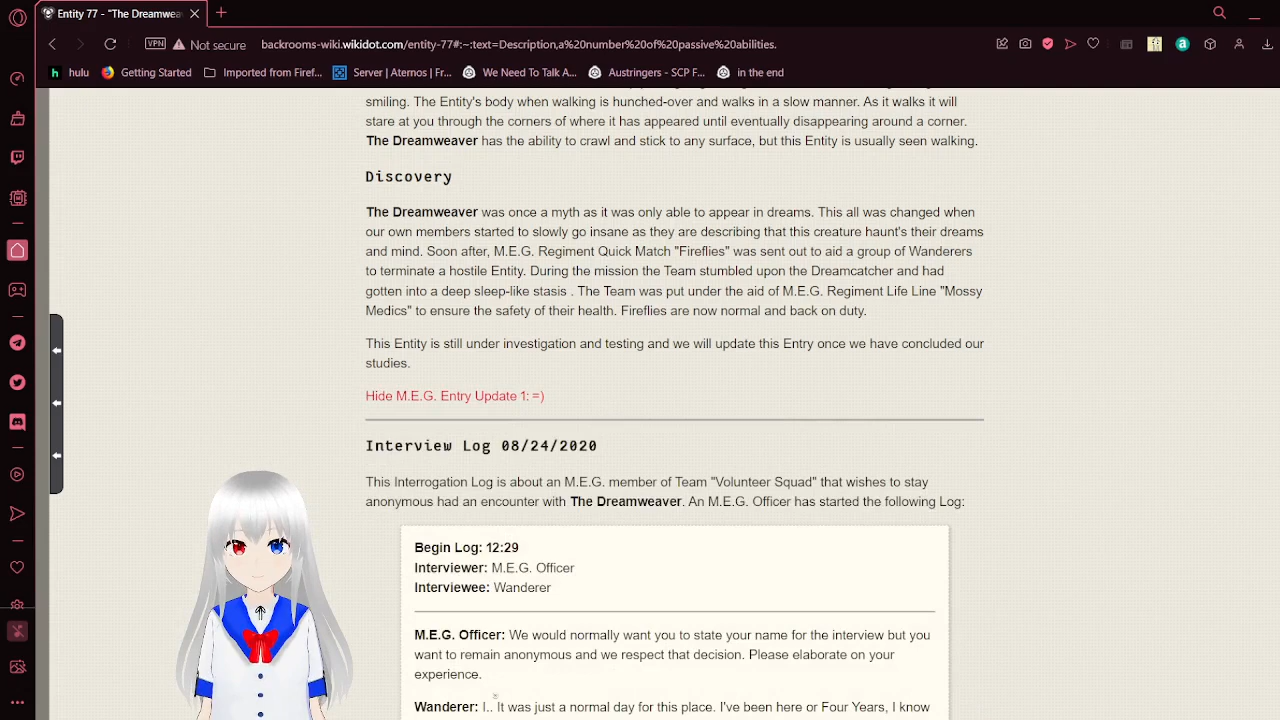 Entity 77 - "The Dreamwea
VPN Not secure backrooms-wiki.wikidot.com/entity-77#:~:text=Description,a%20number%20of%20passive%20abilities.
hulu Getting Started Imported from Firef... Server | Aternos | Fr... We Need To Talk A... Austringers - SCP F... in the end
smiling. The Entity's body when walking is hunched-over and walks in a slow manner. As it walks it will
stare at you through the corners of where it has appeared until eventually disappearing around a corner.
The Dreamweaver has the ability to crawl and stick to any surface, but this Entity is usually seen walking.
Discovery
The Dreamweaver was once a myth as it was only able to appear in dreams. This all was changed when
our own members started to slowly go insane as they are describing that this creature haunt's their dreams
and mind. Soon after, M.E.G. Regiment Quick Match "Fireflies" was sent out to aid a group of Wanderers
to terminate a hostile Entity. During the mission the Team stumbled upon the Dreamcatcher and had
gotten into a deep sleep-like stasis . The Team was put under the aid of M.E.G. Regiment Life Line "Mossy
Medics" to ensure the safety of their health. Fireflies are now normal and back on duty.
This Entity is still under investigation and testing and we will update this Entry once we have concluded our
studies.
Hide M.E.G. Entry Update 1: =)
Interview Log 08/24/2020
This Interrogation Log is about an M.E.G. member of Team "Volunteer Squad" that wishes to stay
anonymous had an encounter with The Dreamweaver. An M.E.G. Officer has started the following Log:
Begin Log: 12:29
Interviewer: M.E.G. Officer
Interviewee: Wanderer
M.E.G. Officer: We would normally want you to state your name for the interview but you
want to remain anonymous and we respect that decision. Please elaborate on your
experience.
Wanderer: I.. It was just a normal day for this place. I've been here or Four Years, I know